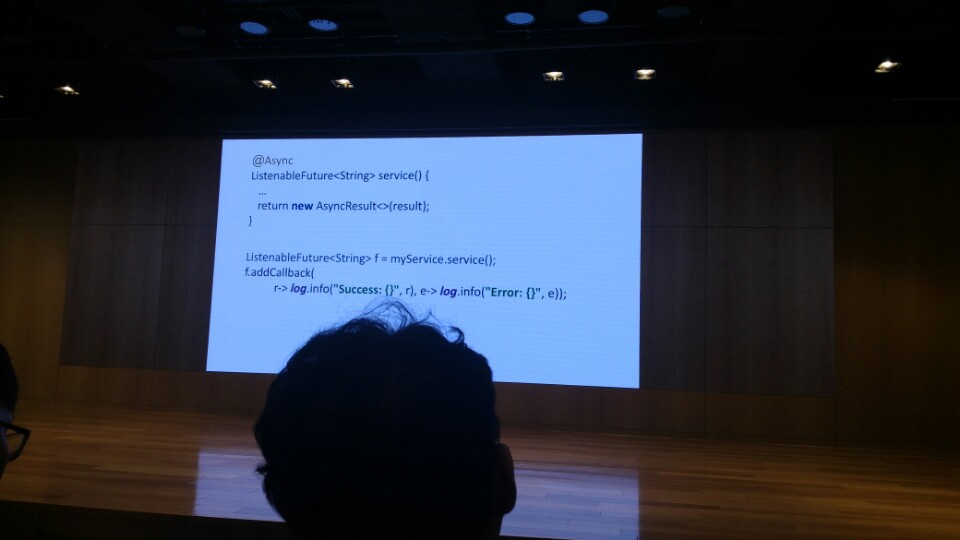 @Async
ListenableFuture<String> service() {
...
return new AsyncResult<>(result);
}
ListenableFuture<String> f = myService.service();
f.addCallback(
r-> log.info("Success: {}", r), e-> log.info("Error: {}", e));